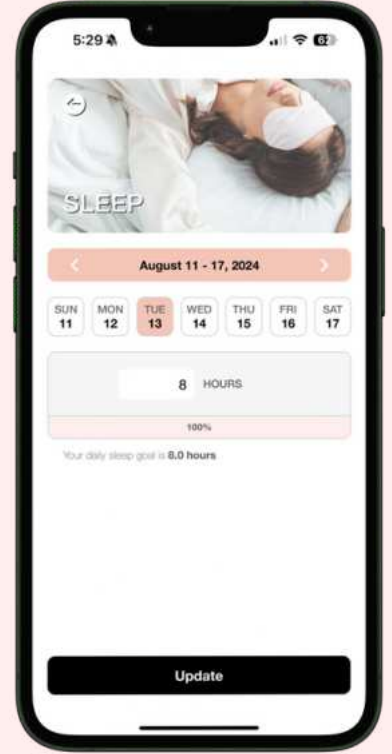 5:29
62
SLEEP
August 11 - 17, 2024
SUN MON TUE WED THU FRI SAT
11 12 13 14 15 16 17
8 HOURS
100%
Your daily sleep goal is 8.0 hours
Update